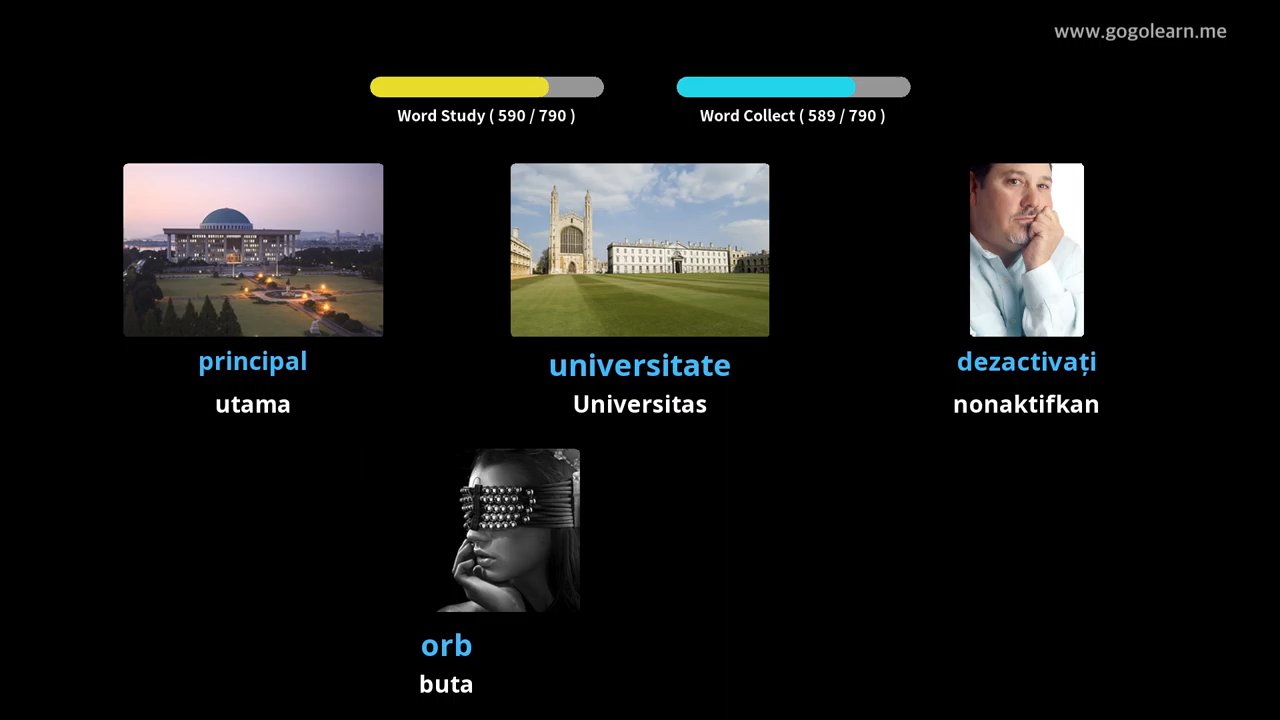 www.gogolearn.me
Word Study ( 590 / 790 )
Word Collect ( 589 / 790 )
principal
utama
universitate
Universitas
dezactivați
nonaktifkan
orb
buta